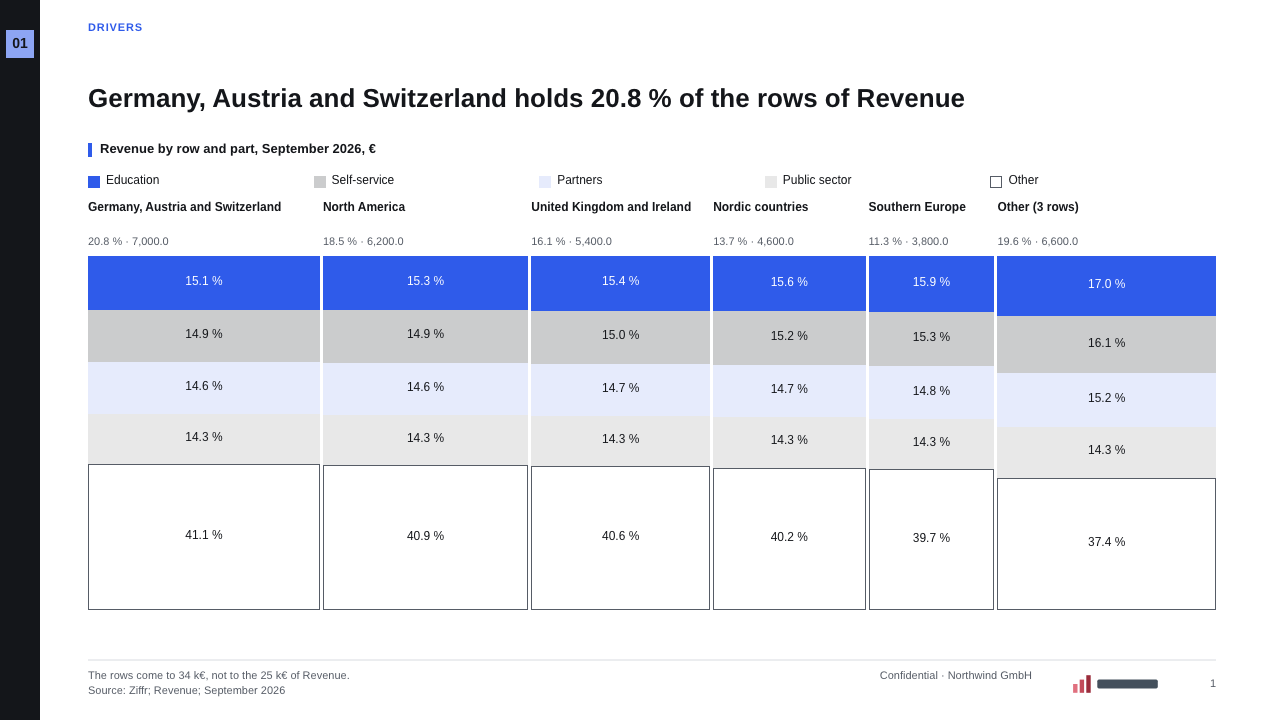 DRIVERS
01
Germany, Austria and Switzerland holds 20.8 % of the rows of Revenue
Revenue by row and part, September 2026, €
Education Self-service Partners Public sector Other
Germany, Austria and Switzerland North America United Kingdom and Ireland Nordic countries Southern Europe Other (3 rows)
20.8 % · 7,000.0 18.5 % · 6,200.0 16.1 % · 5,400.0 13.7 % · 4,600.0 11.3 % · 3,800.0 19.6 % · 6,600.0
15.1 % 15.3 % 15.4 % 15.6 % 15.9 % 17.0 %
14.9 % 14.9 % 15.0 % 15.2 % 15.3 % 16.1 %
14.6 % 14.6 % 14.7 % 14.7 % 14.8 % 15.2 %
14.3 % 14.3 % 14.3 % 14.3 % 14.3 % 14.3 %
41.1 % 40.9 % 40.6 % 40.2 % 39.7 % 37.4 %
The rows come to 34 k€, not to the 25 k€ of Revenue.
Source: Ziffr; Revenue; September 2026
Confidential · Northwind GmbH
1